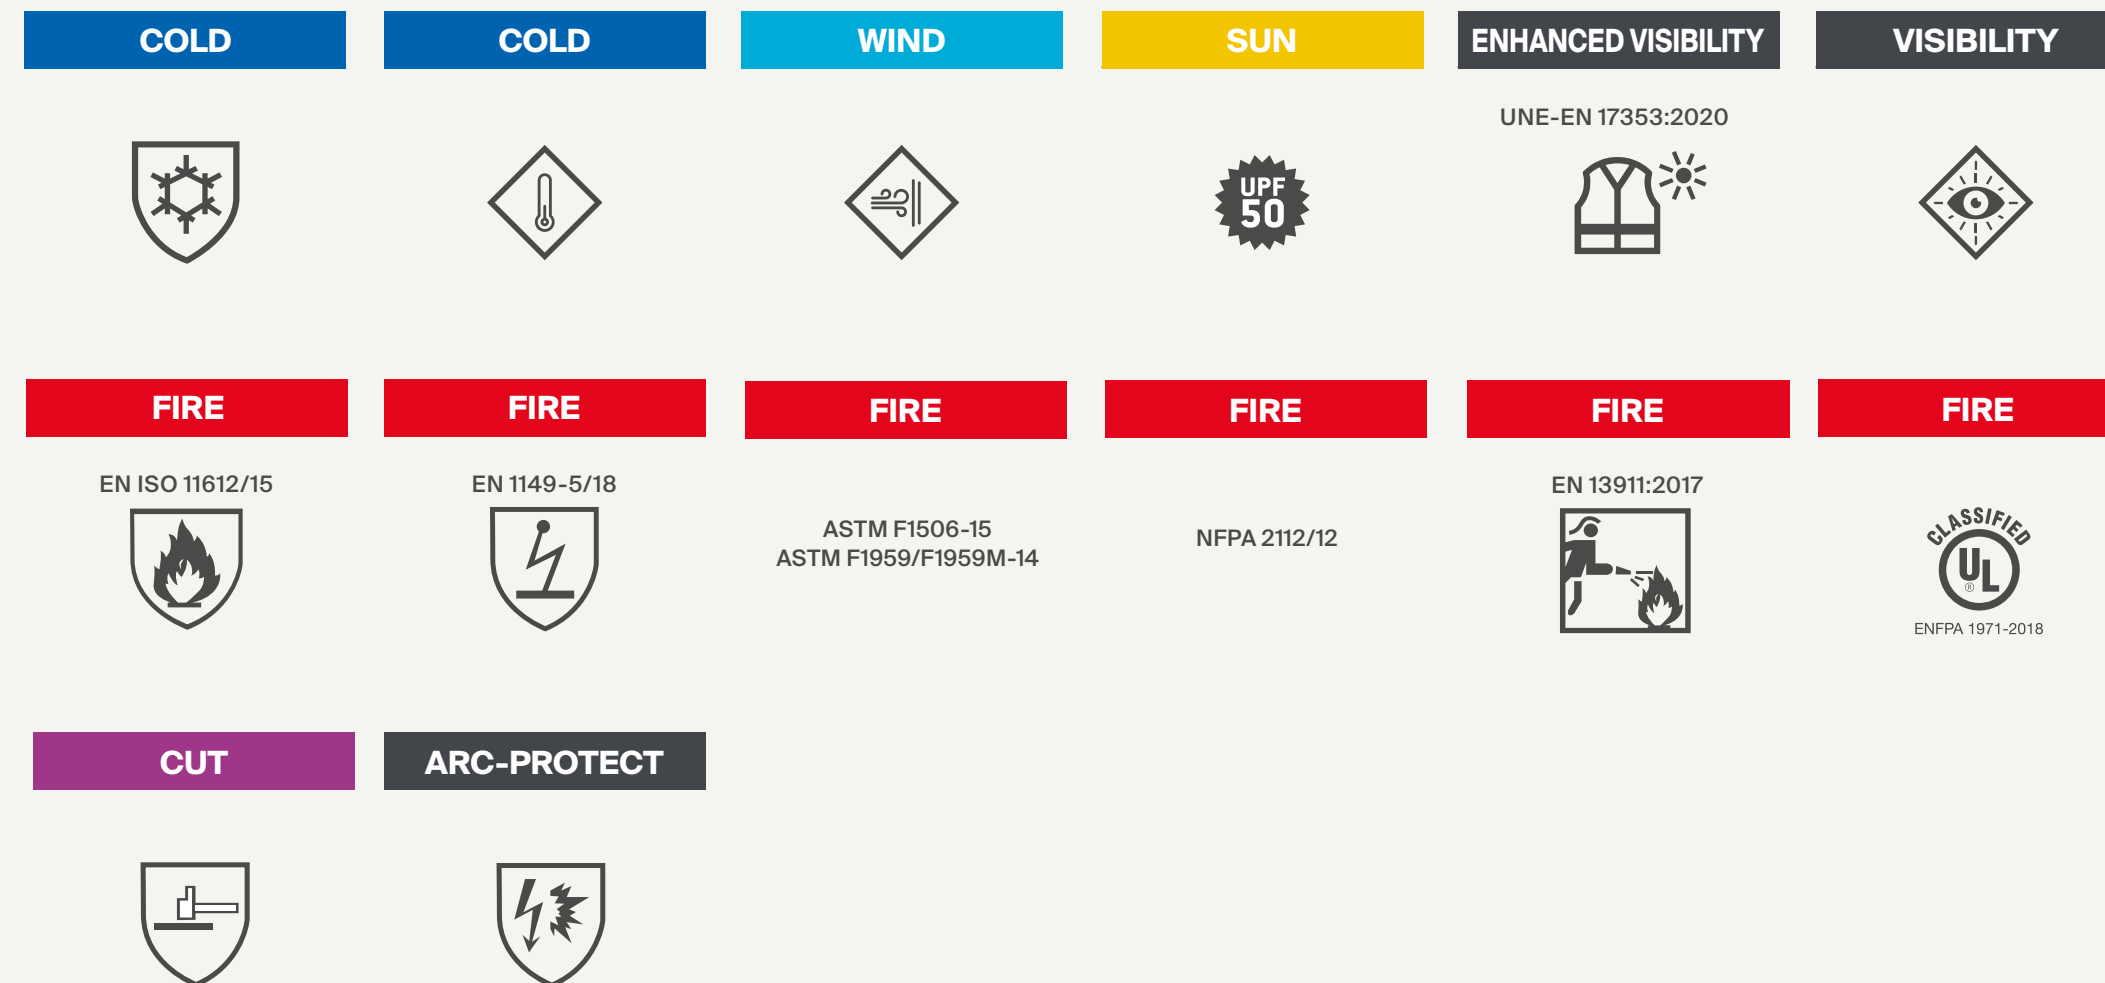 COLD
COLD
WIND
SUN
ENHANCED VISIBILITY
VISIBILITY
UNE-EN 17353:2020
UPF
50
FIRE
FIRE
FIRE
FIRE
FIRE
FIRE
EN ISO 11612/15
EN 1149-5/18
ASTM F1506-15
ASTM F1959/F1959M-14
NFPA 2112/12
EN 13911:2017
CLASSIFIED
UL
®
ENFPA 1971-2018
CUT
ARC-PROTECT